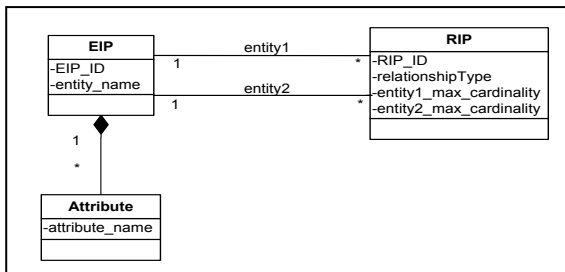 EIP
-EIP_ID
-entity_name
entity1
1
*
entity2
1
*
RIP
-RIP_ID
-relationshipType
-entity1_max_cardinality
-entity2_max_cardinality
1
*
Attribute
-attribute_name